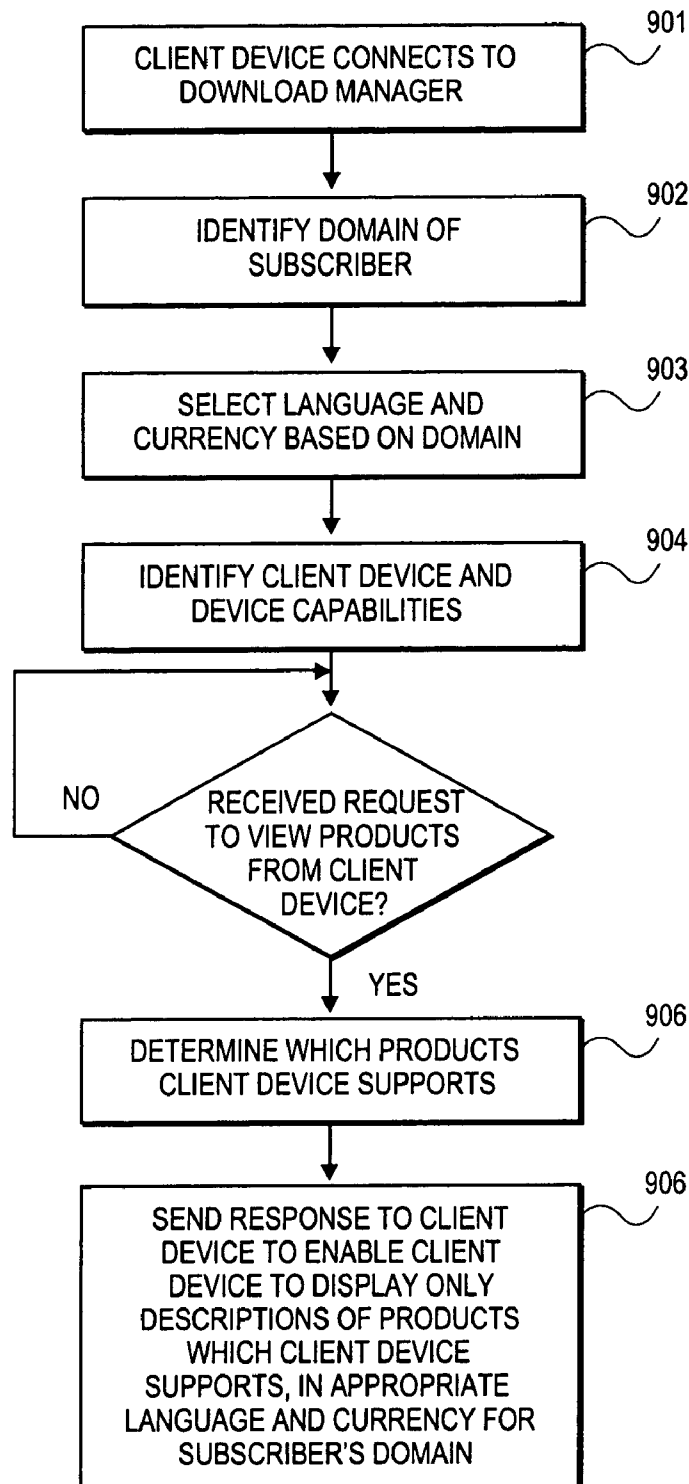 901
CLIENT DEVICE CONNECTS TO
DOWNLOAD MANAGER
902
IDENTIFY DOMAIN OF
SUBSCRIBER
903
SELECT LANGUAGE AND
CURRENCY BASED ON DOMAIN
904
IDENTIFY CLIENT DEVICE AND
DEVICE CAPABILITIES
NO
RECEIVED REQUEST
TO VIEW PRODUCTS
FROM CLIENT
DEVICE?
YES
906
DETERMINE WHICH PRODUCTS
CLIENT DEVICE SUPPORTS
906
SEND RESPONSE TO CLIENT
DEVICE TO ENABLE CLIENT
DEVICE TO DISPLAY ONLY
DESCRIPTIONS OF PRODUCTS
WHICH CLIENT DEVICE
SUPPORTS, IN APPROPRIATE
LANGUAGE AND CURRENCY FOR
SUBSCRIBER'S DOMAIN